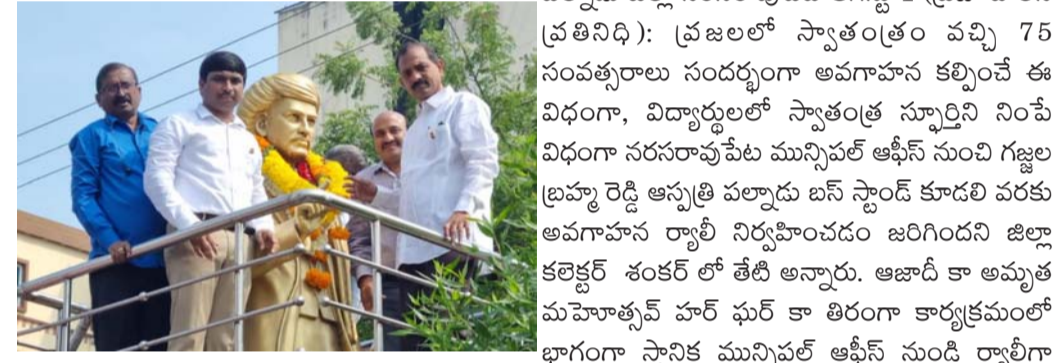 ప్రతినిధి ): ప్రజలలో స్వాతంత్రం వచ్చి 75
సంవత్సరాలు సందర్భంగా అవగాహన కల్పించే ఈ
విధంగా, విద్యార్థులలో స్వాతంత్ర స్ఫూర్తిని నింపే
విధంగా నరసరావుపేట మున్సిపల్ ఆఫీస్ నుంచి గజ్జల
బ్రహ్మ రెడ్డి ఆస్పత్రి పల్నాడు బస్ స్టాండ్ కూడలి వరకు
అవగాహన ర్యాలీ నిర్వహించడం జరిగిందని జిల్లా
కలెక్టర్ శంకర్ లో తేటి అన్నారు. ఆజాదీ కా అమృత
మహెూత్సవ్ హర్ ఘర్ కా తిరంగా కార్యక్రమంలో
భాగంగా స్థానిక మున్సిపల్ ఆఫీస్ నుండి ర్యాలీగా